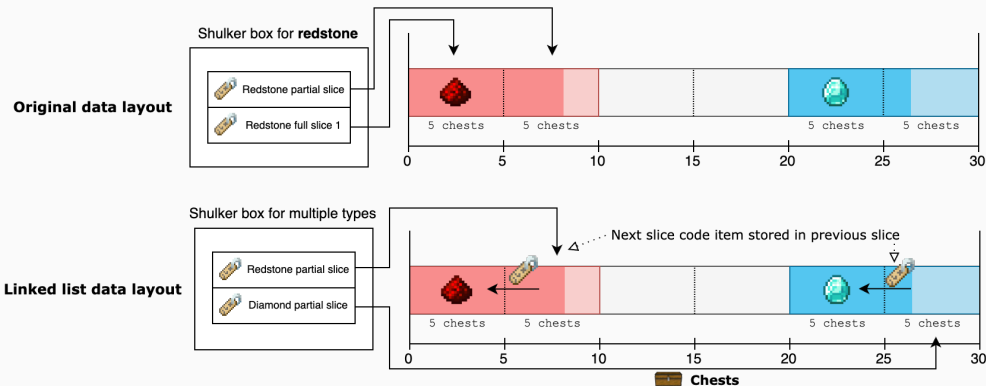 Shulker box for redstone
Original data layout
Redstone partial slice
Redstone full slice 1
5 chests
5 chests
5 chests
5 chests
0
5
10
15
20
25
30
Shulker box for multiple types
Linked list data layout
Redstone partial slice
Diamond partial slice
Next slice code item stored in previous slice
5 chests
5 chests
5 chests
5 chests
0
5
10
15
20
25
30
Chests